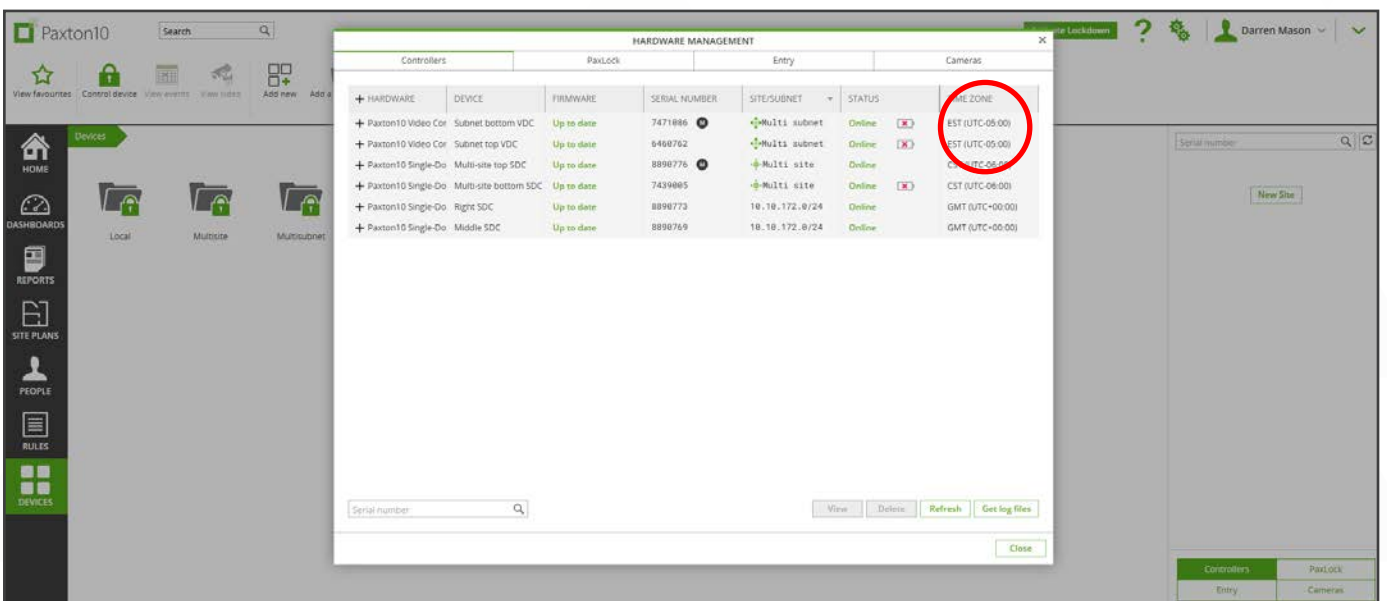 Paxton10
Search
Lockdown
?
Darren Mason
View favourites
Control device
View events
View video
Add new
Add a
HOME
DASHBOARDS
REPORTS
SITE PLANS
PEOPLE
RULES
DEVICES
Devices
Local
Multisite
Multisubnet
HARDWARE MANAGEMENT
Controllers PaxLock Entry Cameras
HARDWARE DEVICE FIRMWARE SERIAL NUMBER SITE/SUBNET STATUS TIME ZONE
Paxton10 Video Cor Subnet bottom VDC Up to date 7471086 M Multi subnet Online EST (UTC-05:00)
Paxton10 Video Cor Subnet top VDC Up to date 6460762 Multi subnet Online EST (UTC-05:00)
Paxton10 Single-Do Multi-site top SDC Up to date 8890776 M Multi site Online CST (UTC-06:00)
Paxton10 Single-Do Multi-site bottom SDC Up to date 7439005 Multi site Online CST (UTC-06:00)
Paxton10 Single-Do Right SDC Up to date 8890773 10.10.172.0/24 Online GMT (UTC+00:00)
Paxton10 Single-Do Middle SDC Up to date 8890769 10.10.172.0/24 Online GMT (UTC+00:00)
Serial number
View Delete Refresh Get log files
Close
Serial number
New Site
Controllers PaxLock
Entry Cameras